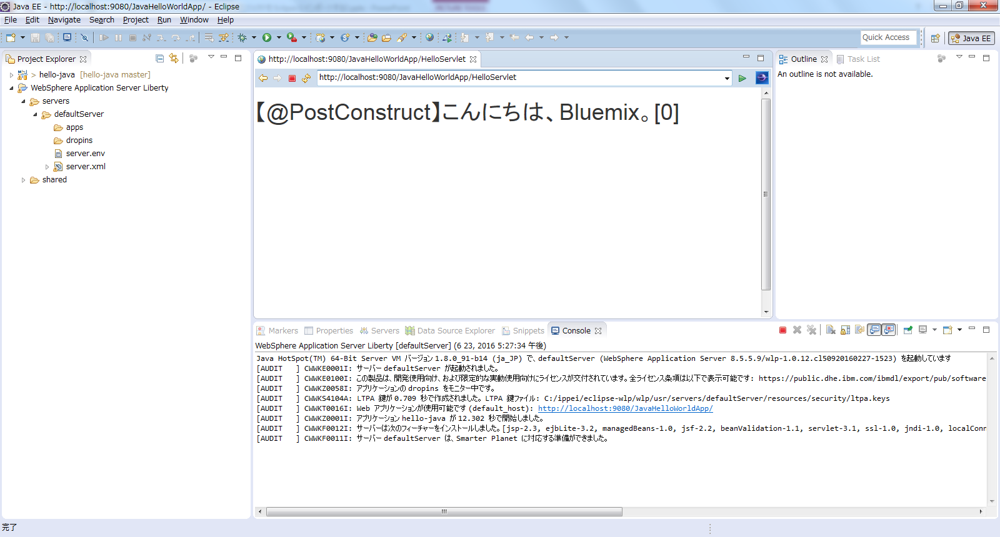 Java EE - http://localhost:9080/JavaHelloWorldApp/ - Eclipse
File Edit Navigate Search Project Run Window Help
Quick Access
Java EE
Project Explorer
> hello-java [hello-java master]
WebSphere Application Server Liberty
servers
defaultServer
apps
dropins
server.env
server.xml
shared
http://localhost:9080/JavaHelloWorldApp/HelloServlet
http://localhost:9080/JavaHelloWorldApp/HelloServlet
【@PostConstruct】こんにちは、Bluemix。[0]
Outline Task List
An outline is not available.
Markers Properties Servers Data Source Explorer Snippets Console
WebSphere Application Server Liberty [defaultServer] (6 23, 2016 5:27:34 午後)
Java HotSpot(TM) 64-Bit Server VM バージョン 1.8.0_91-b14 (ja_JP) で、defaultServer (WebSphere Application Server 8.5.5.9/wlp-1.0.12.cl50920160227-1523) を起動しています
[AUDIT   ] CWWKE0001I: サーバー defaultServer が起動されました。
[AUDIT   ] CWWKE0100I: この製品は、開発使用向け、および限定的な実動使用向けにライセンスが交付されています。全ライセンス条項は以下で表示可能です: https://public.dhe.ibm.com/ibmdl/export/pub/software
[AUDIT   ] CWWKZ0058I: アプリケーションの dropins をモニター中です。
[AUDIT   ] CWWKS4104A: LTPA 鍵が 0.709 秒で作成されました。LTPA 鍵ファイル: C:/ippei/eclipse-wlp/wlp/usr/servers/defaultServer/resources/security/ltpa.keys
[AUDIT   ] CWWKT0016I: Web アプリケーションが使用可能です (default_host): http://localhost:9080/JavaHelloWorldApp/
[AUDIT   ] CWWKZ0001I: アプリケーション hello-java が 12.302 秒で開始しました。
[AUDIT   ] CWWKF0012I: サーバーは次のフィーチャーをインストールしました。[jsp-2.3, ejbLite-3.2, managedBeans-1.0, jsf-2.2, beanValidation-1.1, servlet-3.1, ssl-1.0, jndi-1.0, localConn
[AUDIT   ] CWWKF0011I: サーバー defaultServer は、Smarter Planet に対応する準備ができました。
完了